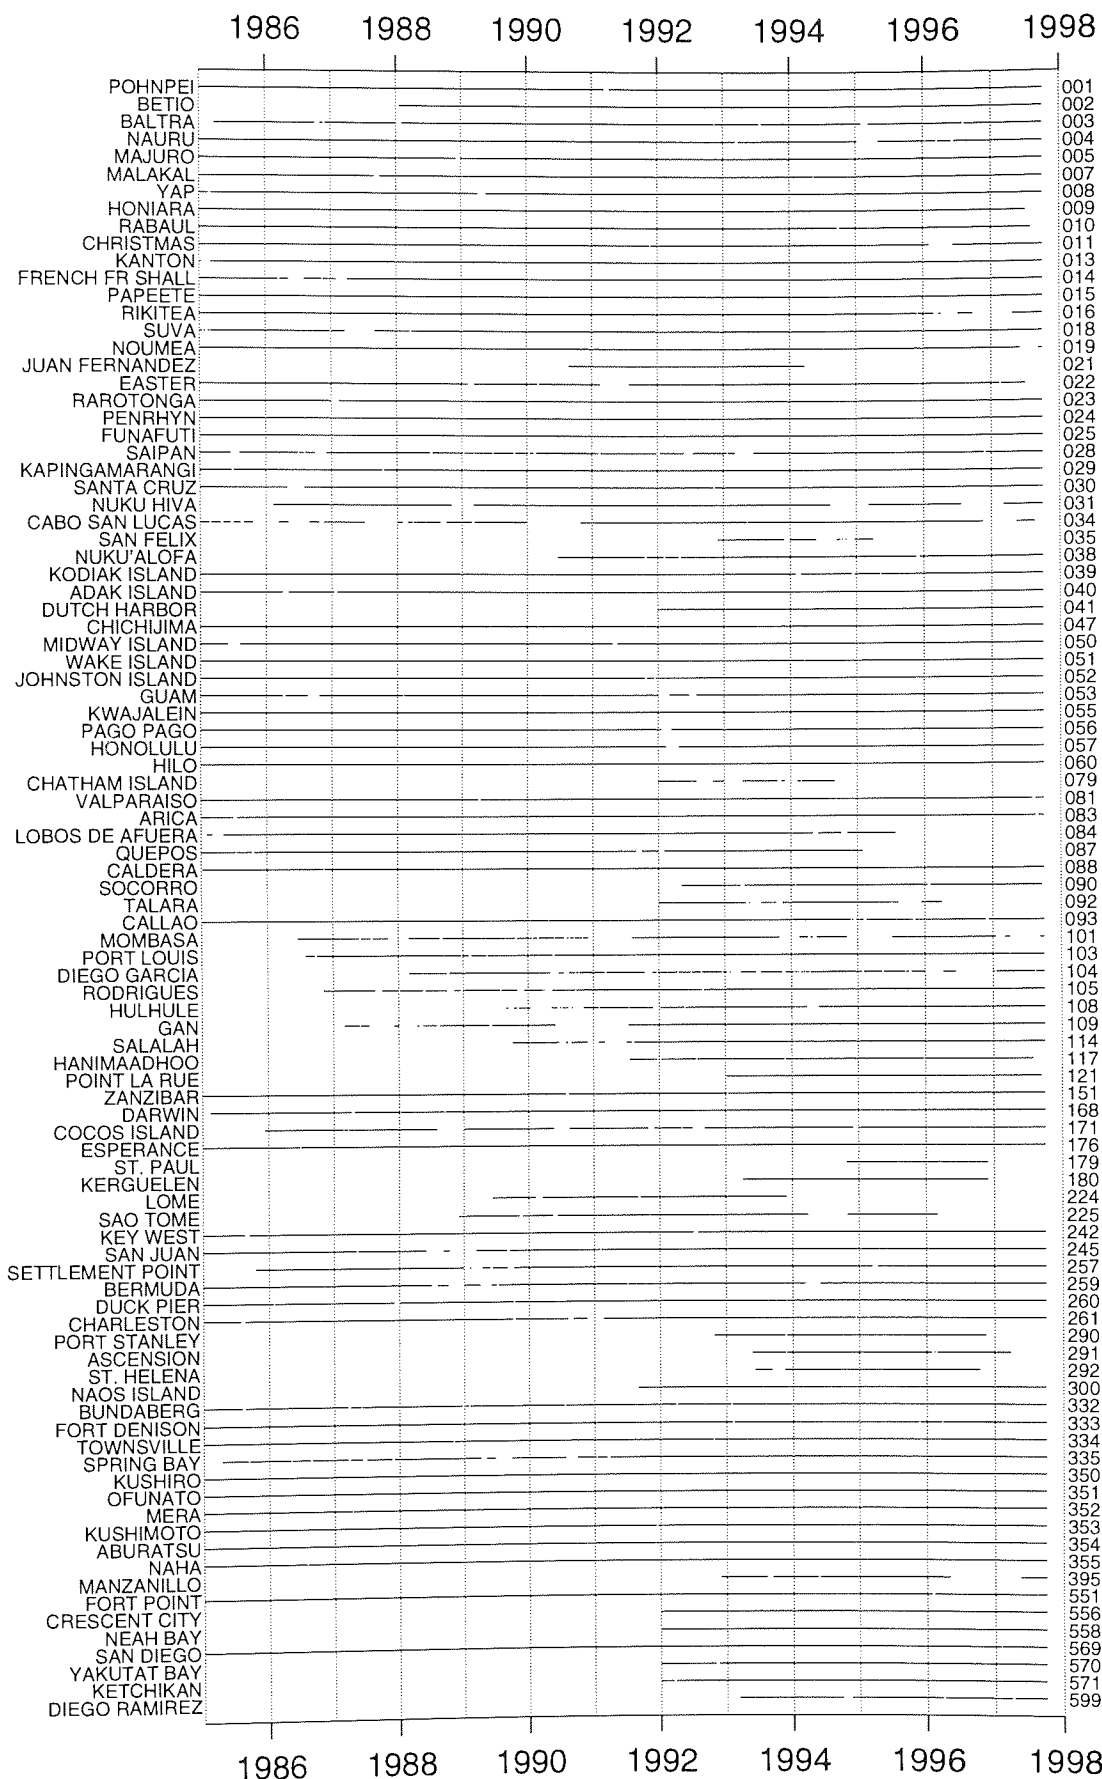 1986 1988 1990 1992 1994 1996 1998
POHNPEI 001
BETIO 002
BALTRA 003
NAURU 004
MAJURO 005
MALAKAL 007
YAP 008
HONIARA 009
RABAUL 010
CHRISTMAS 011
KANTON 013
FRENCH FR SHALL 014
PAPEETE 015
RIKITEA 016
SUVA 018
NOUMEA 019
JUAN FERNANDEZ 021
EASTER 022
RAROTONGA 023
PENRHYN 024
FUNAFUTI 025
SAIPAN 028
KAPINGAMARANGI 029
SANTA CRUZ 030
NUKU HIVA 031
CABO SAN LUCAS 034
SAN FELIX 035
NUKU'ALOFA 038
KODIAK ISLAND 039
ADAK ISLAND 040
DUTCH HARBOR 041
CHICHIJIMA 047
MIDWAY ISLAND 050
WAKE ISLAND 051
JOHNSTON ISLAND 052
GUAM 053
KWAJALEIN 055
PAGO PAGO 056
HONOLULU 057
HILO 060
CHATHAM ISLAND 079
VALPARAISO 081
ARICA 083
LOBOS DE AFUERA 084
QUEPOS 087
CALDERA 088
SOCORRO 090
TALARA 092
CALLAO 093
MOMBASA 101
PORT LOUIS 103
DIEGO GARCIA 104
RODRIGUES 105
HULHULE 108
GAN 109
SALALAH 114
HANIMAADHOO 117
POINT LA RUE 121
ZANZIBAR 151
DARWIN 168
COCOS ISLAND 171
ESPERANCE 176
ST. PAUL 179
KERGUELEN 180
LOME 224
SAO TOME 225
KEY WEST 242
SAN JUAN 245
SETTLEMENT POINT 257
BERMUDA 259
DUCK PIER 260
CHARLESTON 261
PORT STANLEY 290
ASCENSION 291
ST. HELENA 292
NAOS ISLAND 300
BUNDABERG 332
FORT DENISON 333
TOWNSVILLE 334
SPRING BAY 335
KUSHIRO 350
OFUNATO 351
MERA 352
KUSHIMOTO 353
ABURATSU 354
NAHA 355
MANZANILLO 395
FORT POINT 551
CRESCENT CITY 556
NEAH BAY 558
SAN DIEGO 569
YAKUTAT BAY 570
KETCHIKAN 571
DIEGO RAMIREZ 599
1986 1988 1990 1992 1994 1996 1998